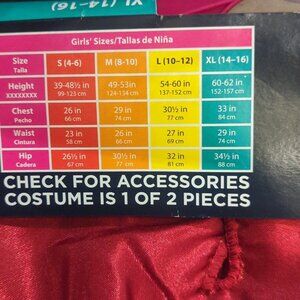 XL (14-16)
Girls' Sizes/Tallas de Niña
Size S (4-6) M (8-10) L (10-12) XL (14-16)
Talla
Height 39-48½ in 49-53in 54-60 in 60-62 in
XXXXXXXX 99-123 cm 124-134 cm 137-152 cm 152-157 cm
Chest 26 in 29 in 30½ in 33 in
Pecho 66 cm 74 cm 77 cm 84 cm
Waist 23 in 26 in 27 in 29 in
Cintura 58 cm 66 cm 69 cm 74 cm
Hip 26½ in 30½ in 32 in 34½ in
Cadera 67 cm 77 cm 81 cm 88 cm
CHECK FOR ACCESSORIES
COSTUME IS 1 OF 2 PIECES